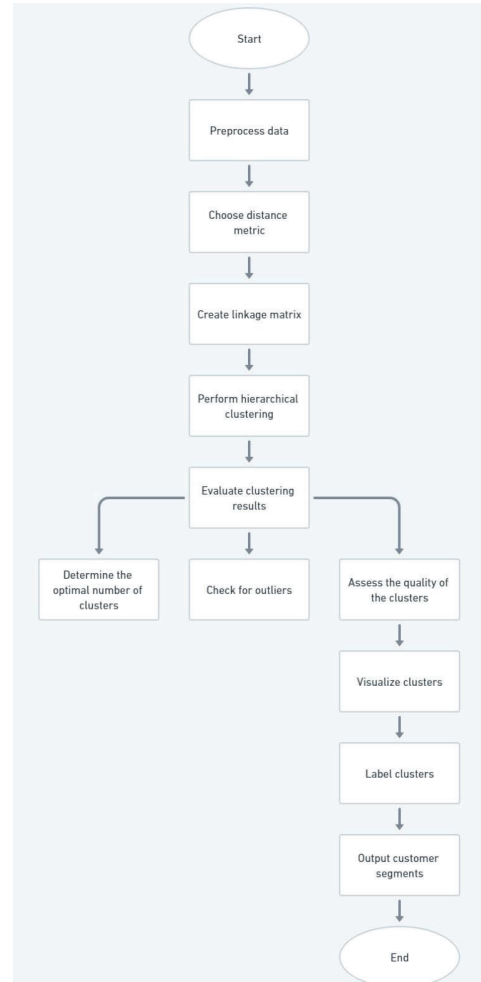 Start
Preprocess data
Choose distance
metric
Create linkage matrix
Perform hierarchical
clustering
Evaluate clustering
results
Determine the
optimal number of
clusters
Check for outliers
Assess the quality of
the clusters
Visualize clusters
Label clusters
Output customer
segments
End